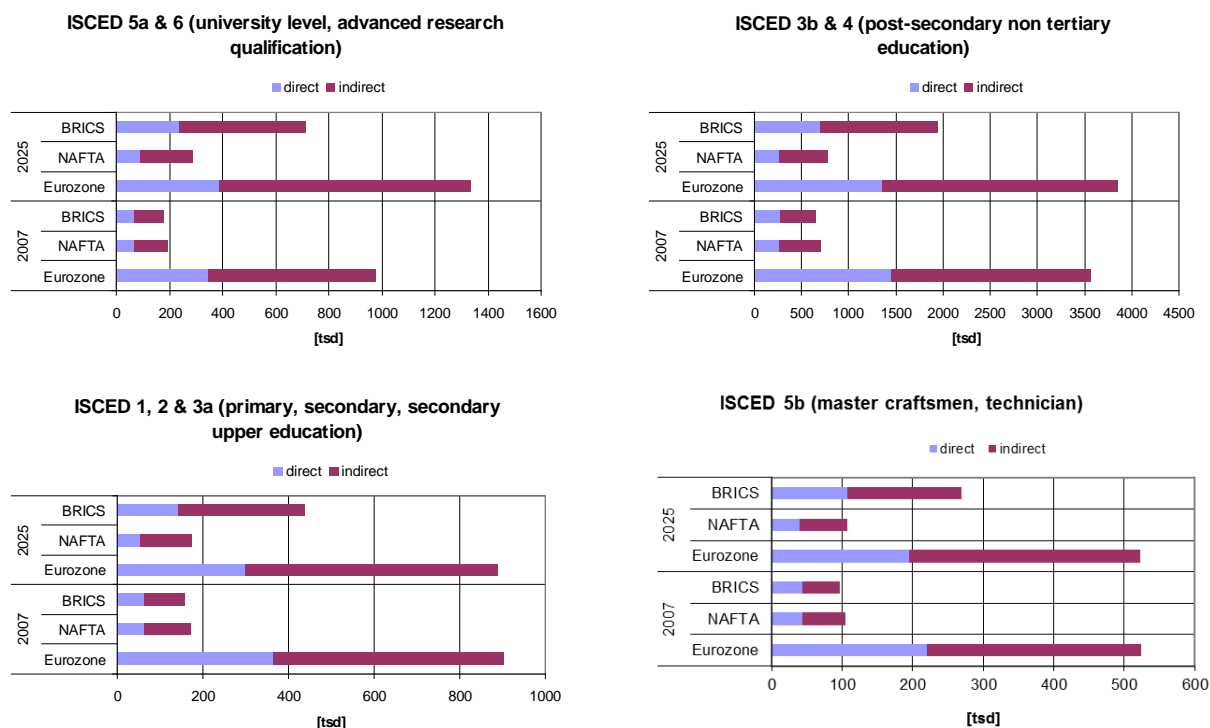 ISCED 5a & 6 (university level, advanced research
qualification)
direct indirect
2025
BRICS
NAFTA
Eurozone
2007
BRICS
NAFTA
Eurozone
0 200 400 600 800 1000 1200 1400 1600
[tsd]
ISCED 3b & 4 (post-secondary non tertiary
education)
direct indirect
2025
BRICS
NAFTA
Eurozone
2007
BRICS
NAFTA
Eurozone
0 500 1000 1500 2000 2500 3000 3500 4000 4500
[tsd]
ISCED 1, 2 & 3a (primary, secondary, secondary
upper education)
direct indirect
2025
BRICS
NAFTA
Eurozone
2007
BRICS
NAFTA
Eurozone
0 200 400 600 800 1000
[tsd]
ISCED 5b (master craftsmen, technician)
direct indirect
2025
BRICS
NAFTA
Eurozone
2007
BRICS
NAFTA
Eurozone
0 100 200 300 400 500 600
[tsd]